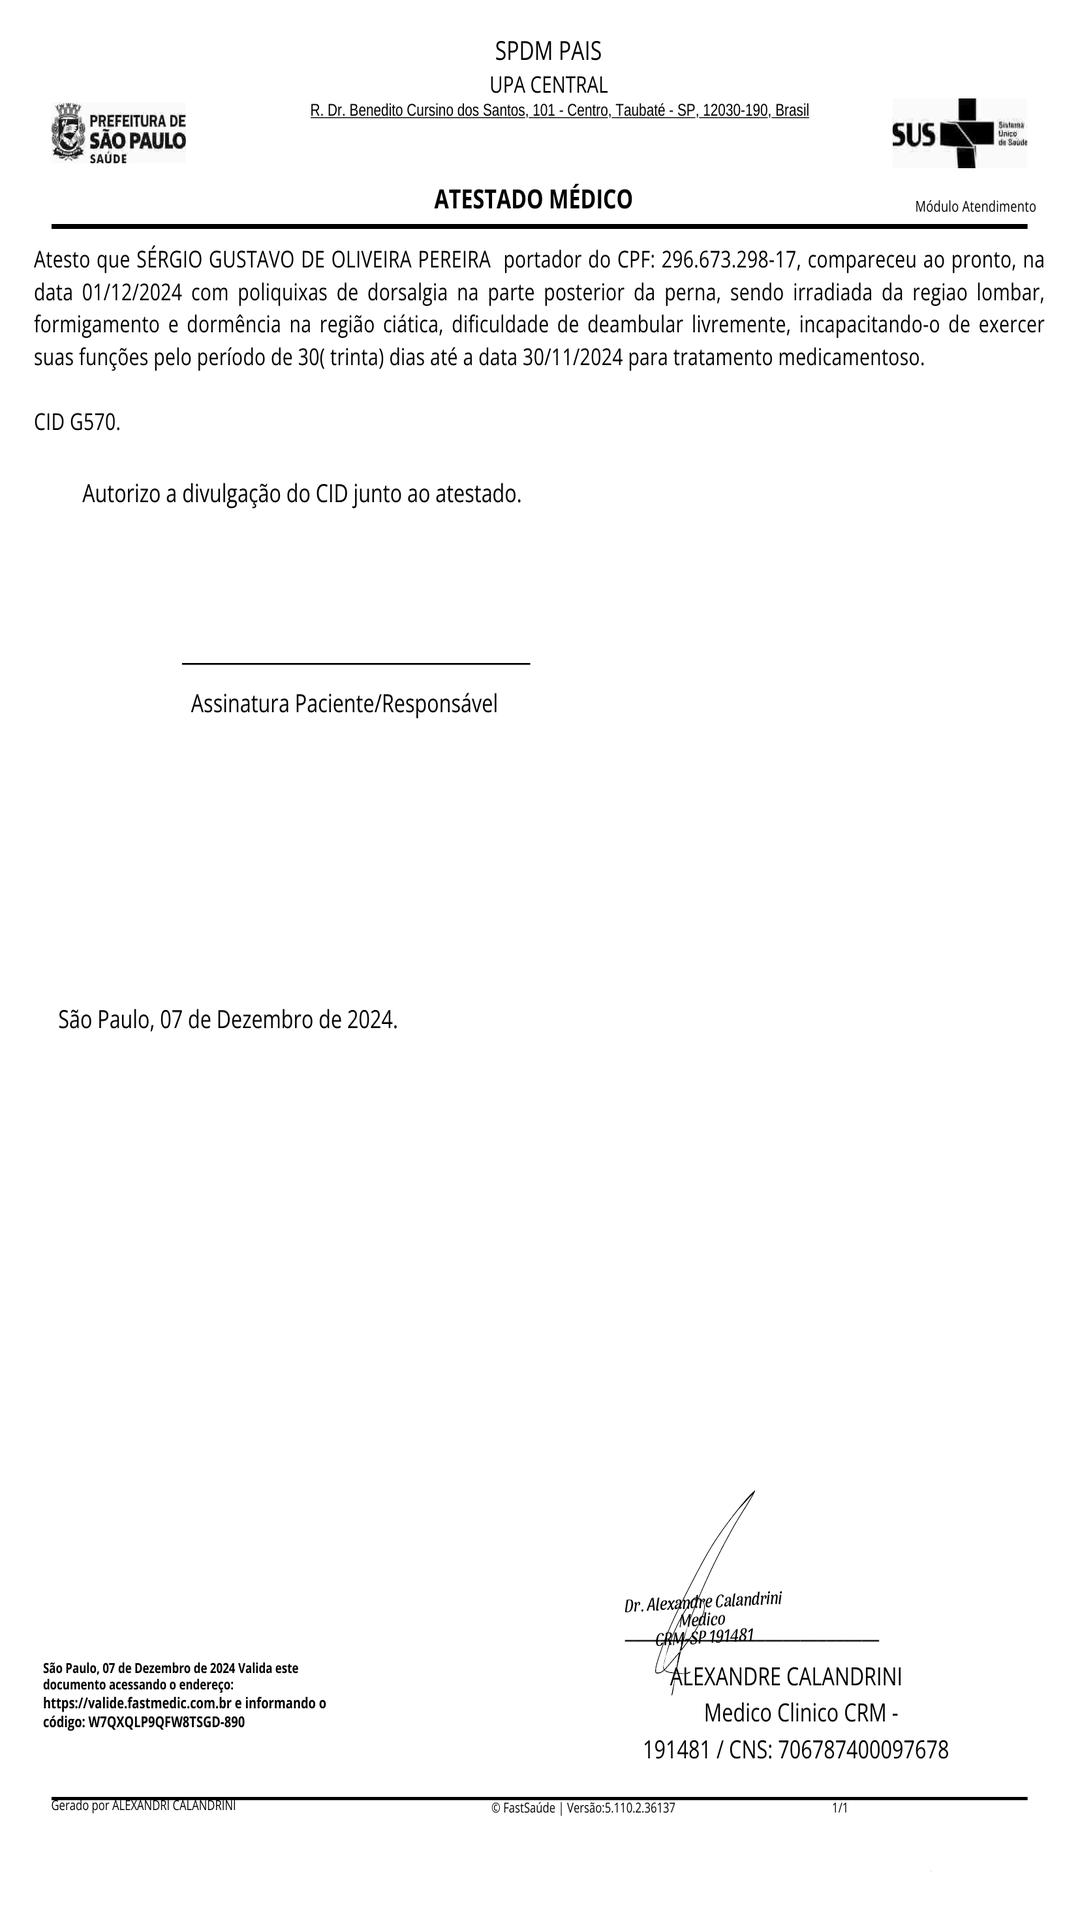 SPDM PAIS
UPA CENTRAL
R. Dr. Benedito Cursino dos Santos, 101 - Centro, Taubaté - SP, 12030-190, Brasil
PREFEITURA DE
SÃO PAULO
SAÚDE
SUS
Sistema
Único
de Saúde
ATESTADO MÉDICO
Módulo Atendimento
Atesto que SÉRGIO GUSTAVO DE OLIVEIRA PEREIRA portador do CPF: 296.673.298-17, compareceu ao pronto, na
data 01/12/2024 com poliquixas de dorsalgia na parte posterior da perna, sendo irradiada da regiao lombar,
formigamento e dormência na região ciática, dificuldade de deambular livremente, incapacitando-o de exercer
suas funções pelo período de 30( trinta) dias até a data 30/11/2024 para tratamento medicamentoso.
CID G570.
Autorizo a divulgação do CID junto ao atestado.
Assinatura Paciente/Responsável
São Paulo, 07 de Dezembro de 2024.
Dr. Alexandre Calandrini
Medico
CRM-SP 191481
ALEXANDRE CALANDRINI
Medico Clinico CRM -
191481 / CNS: 706787400097678
São Paulo, 07 de Dezembro de 2024 Valida este
documento acessando o endereço:
https://valide.fastmedic.com.br e informando o
código: W7QXQLP9QFW8TSGD-890
Gerado por ALEXANDRI CALANDRINI
© FastSaúde | Versão:5.110.2.36137
1/1